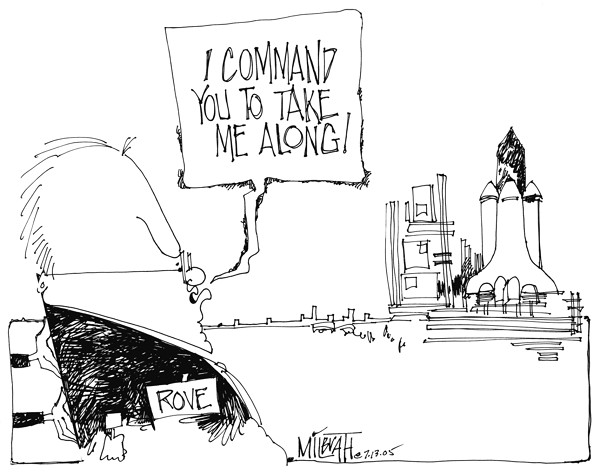 I COMMAND
YOU TO TAKE
ME ALONG!
ROVE
MILBRATH ©7.13.05